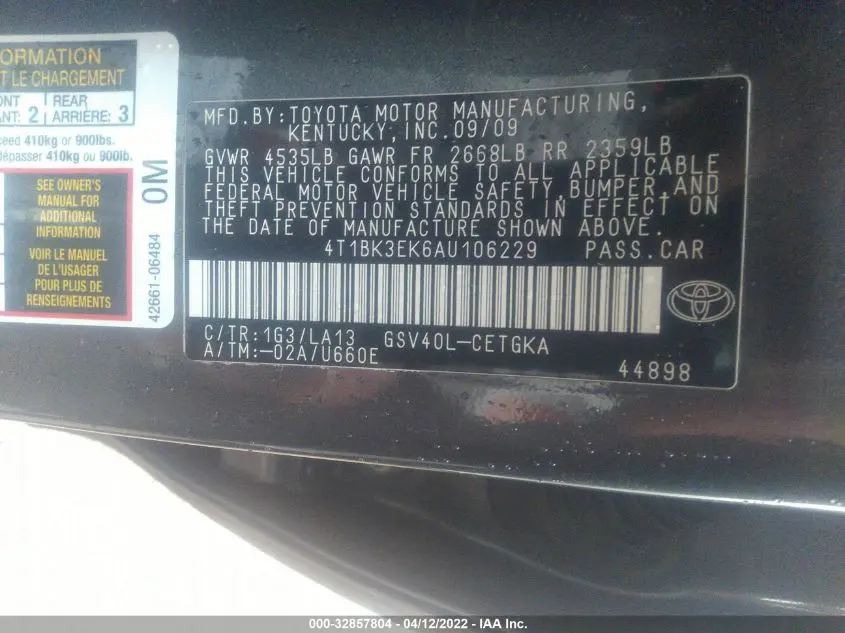 ORMATION
T LE CHARGEMENT
ONT
ANT: 2
REAR
ARRIÈRE: 3
ceed 410kg or 900lbs.
dépasser 410kg ou 900lb.
SEE OWNER'S
MANUAL FOR
ADDITIONAL
INFORMATION
VOIR LE MANUEL
DE L'USAGER
POUR PLUS DE
RENSEIGNEMENTS
42661-06484
0M
MFD.BY:TOYOTA MOTOR MANUFACTURING,
KENTUCKY,INC.09/09
GVWR 4535LB GAWR FR 2668LB RR 2359LB
THIS VEHICLE CONFORMS TO ALL APPLICABLE
FEDERAL MOTOR VEHICLE SAFETY,BUMPER,AND
THEFT PREVENTION STANDARDS IN EFFECT ON
THE DATE OF MANUFACTURE SHOWN ABOVE.
4T1BK3EK6AU106229 PASS.CAR
C/TR:1G3/LA13 GSV40L-CETGKA
A/TM:-02A/U660E
44898
000-32857804 - 04/12/2022 - © IAA Inc.